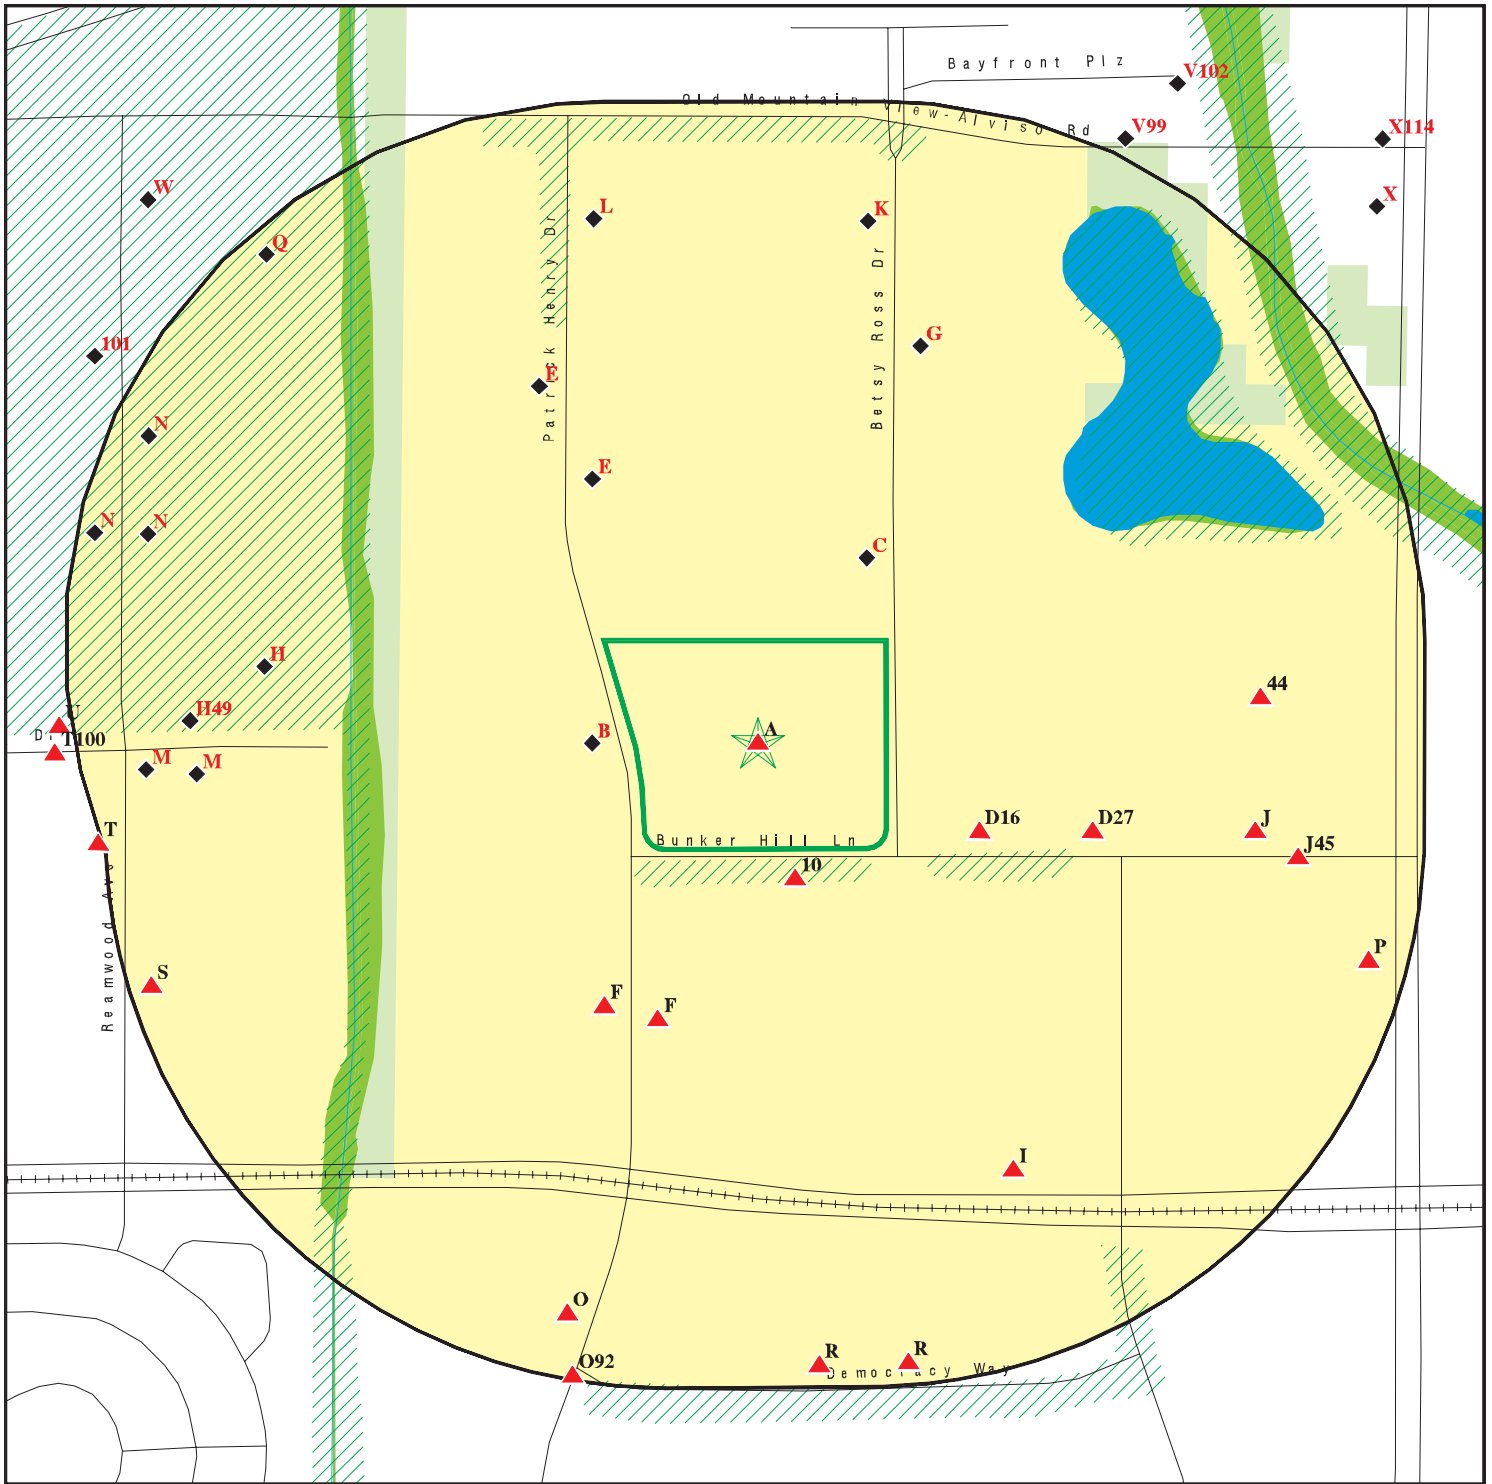 Bayfront Plz
V102
Old Mountain View-Alviso Rd
V99
X114
W
X
L
K
Q
Patrick Henry Dr
Betsy Ross Dr
G
101
E
N
E
N
N
C
H
44
H49
U
B
A
D
T100
M
M
D16
D27
J
T
Bunker Hill Ln
J45
10
Reamwood Ave
P
S
F
F
I
O
O92
R
R
Democracy Way